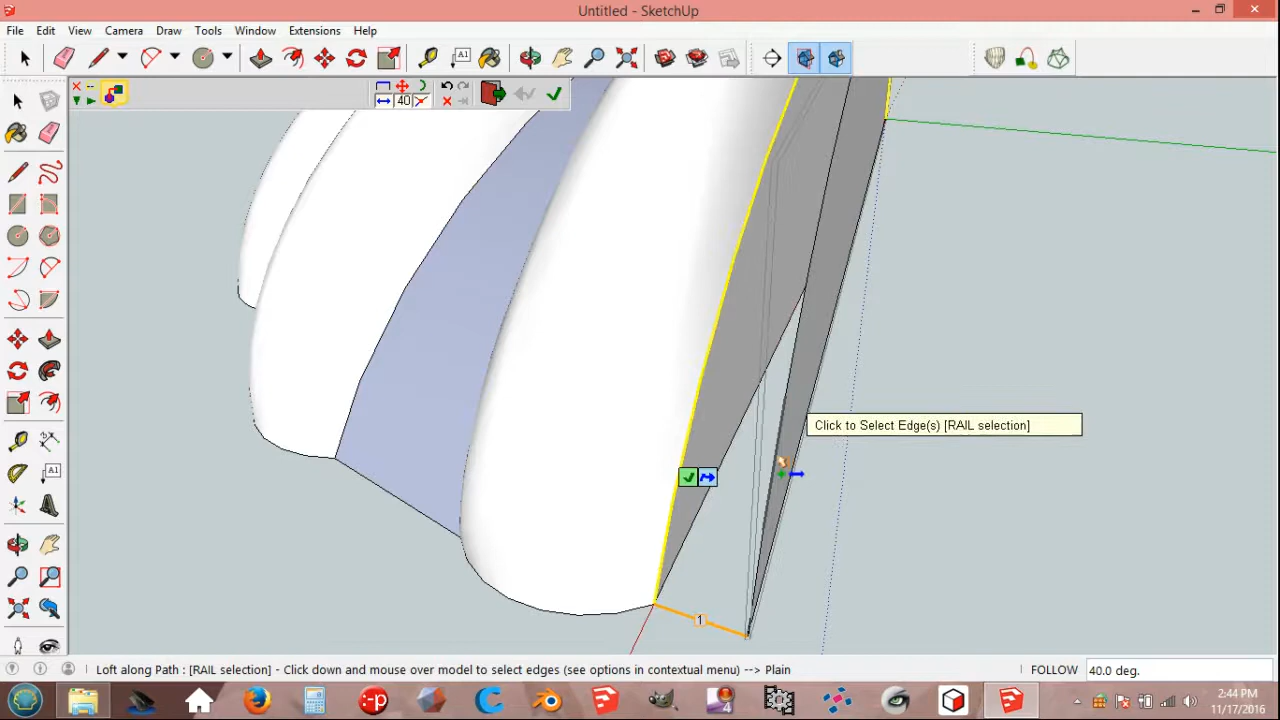 Untitled - SketchUp
File Edit View Camera Draw Tools Window Extensions Help
A1
40
Click to Select Edge(s) [RAIL selection]
A1
1
Loft along Path : [RAIL selection] - Click down and mouse over model to select edges (see options in contextual menu) --> Plain
FOLLOW 40.0 deg.
2:44 PM
11/17/2016